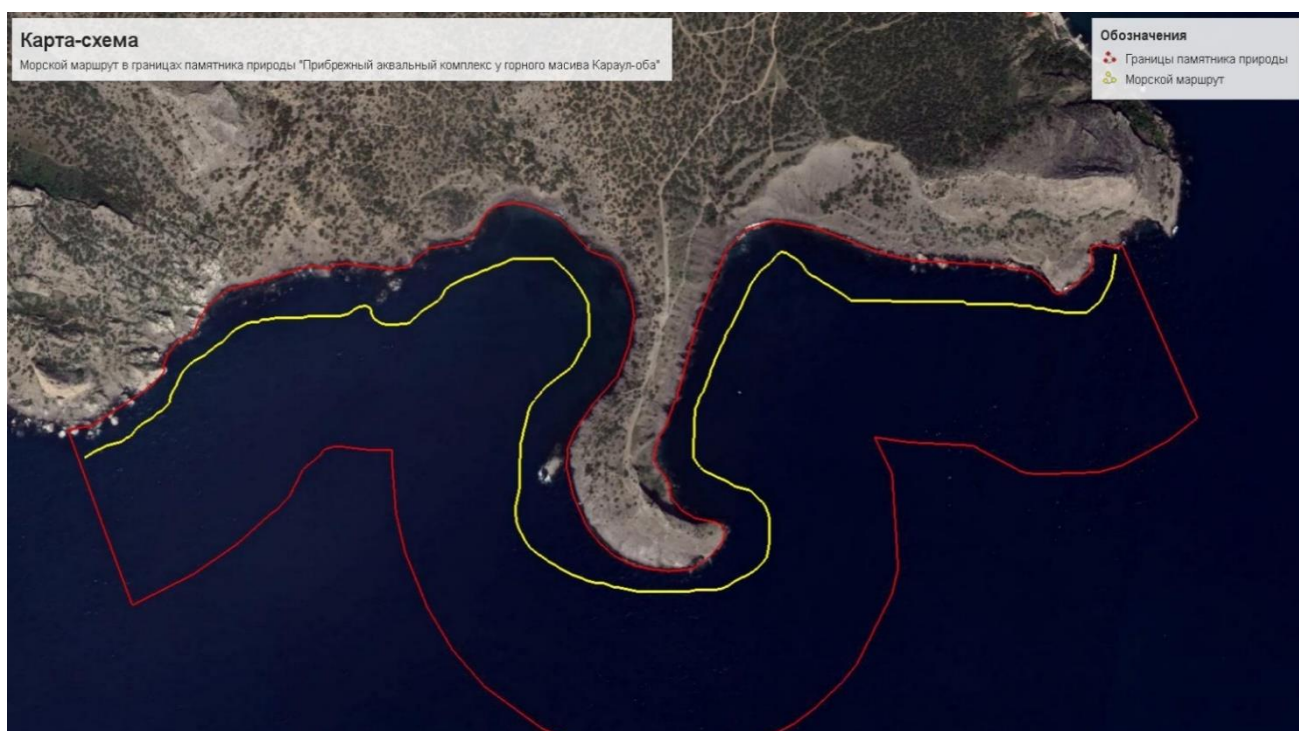 Карта-схема
Морской маршрут в границах памятника природы "Прибрежный аквальный комплекс у горного масива Караул-оба"
Обозначения
Границы памятника природы
Морской маршрут